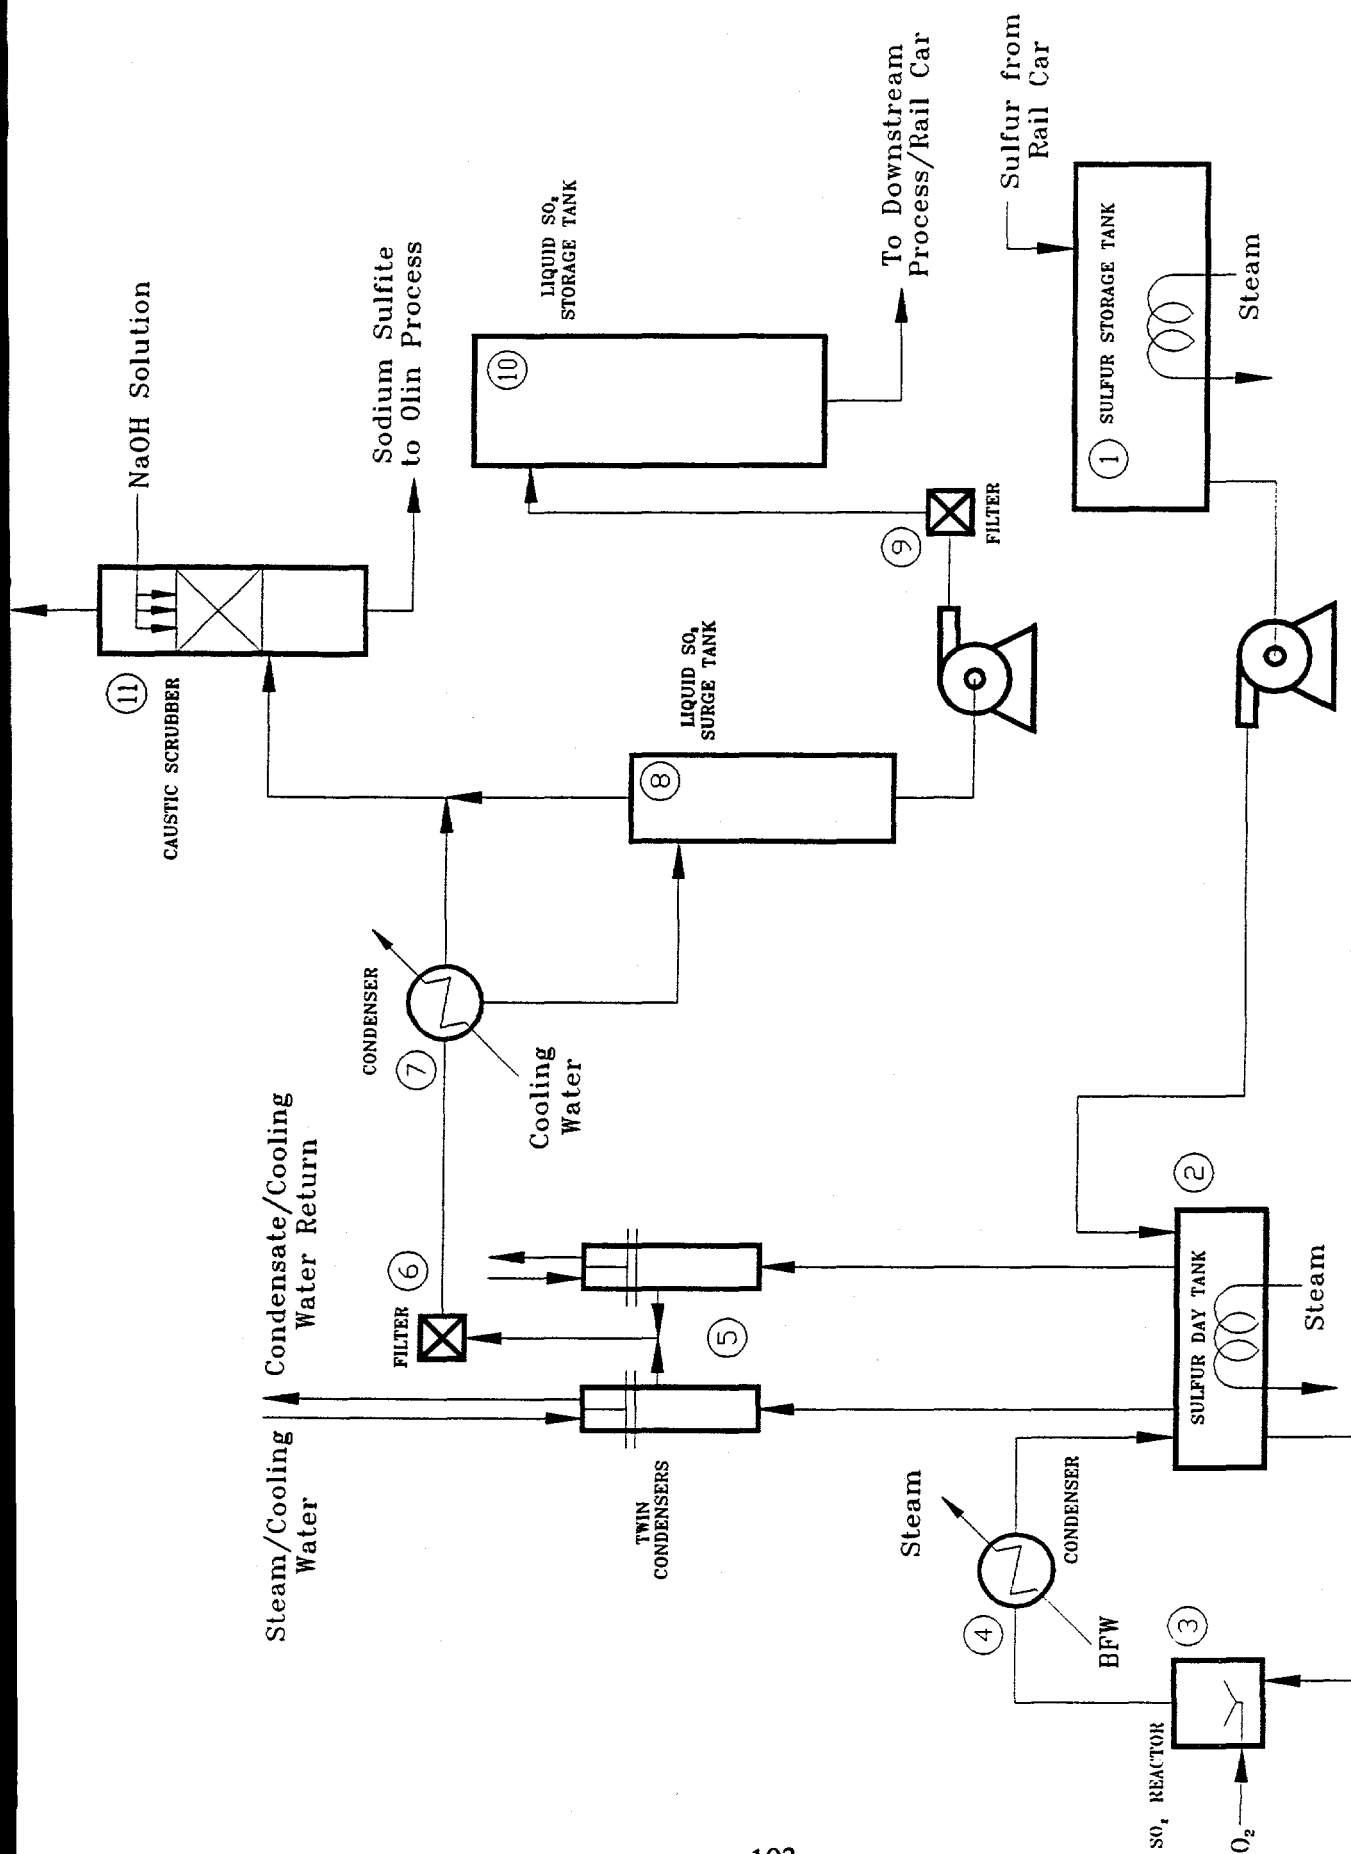 Steam/Cooling
Water
Condensate/Cooling
Water Return
NaOH Solution
11
CAUSTIC SCRUBBER
Sodium Sulfite
to Olin Process
FILTER
6
7
CONDENSER
Cooling
Water
LIQUID SO₂
STORAGE TANK
10
TWIN
CONDENSERS
5
8
LIQUID SO₂
SURGE TANK
9
FILTER
To Downstream
Process/Rail Car
Steam
4
BFW
CONDENSER
Sulfur from
Rail Car
SO₂ REACTOR
3
O₂
2
SULFUR DAY TANK
Steam
1
SULFUR STORAGE TANK
Steam